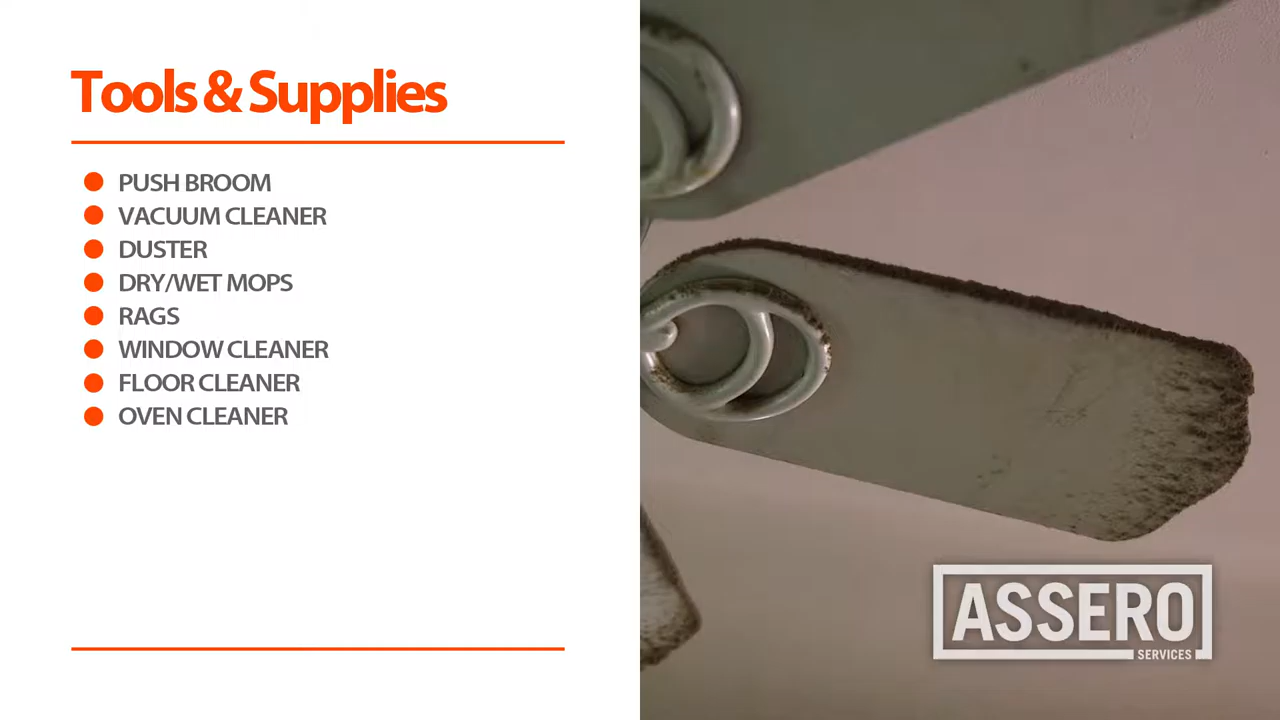 Tools & Supplies
PUSH BROOM
VACUUM CLEANER
DUSTER
DRY/WET MOPS
RAGS
WINDOW CLEANER
FLOOR CLEANER
OVEN CLEANER
ASSERO
SERVICES